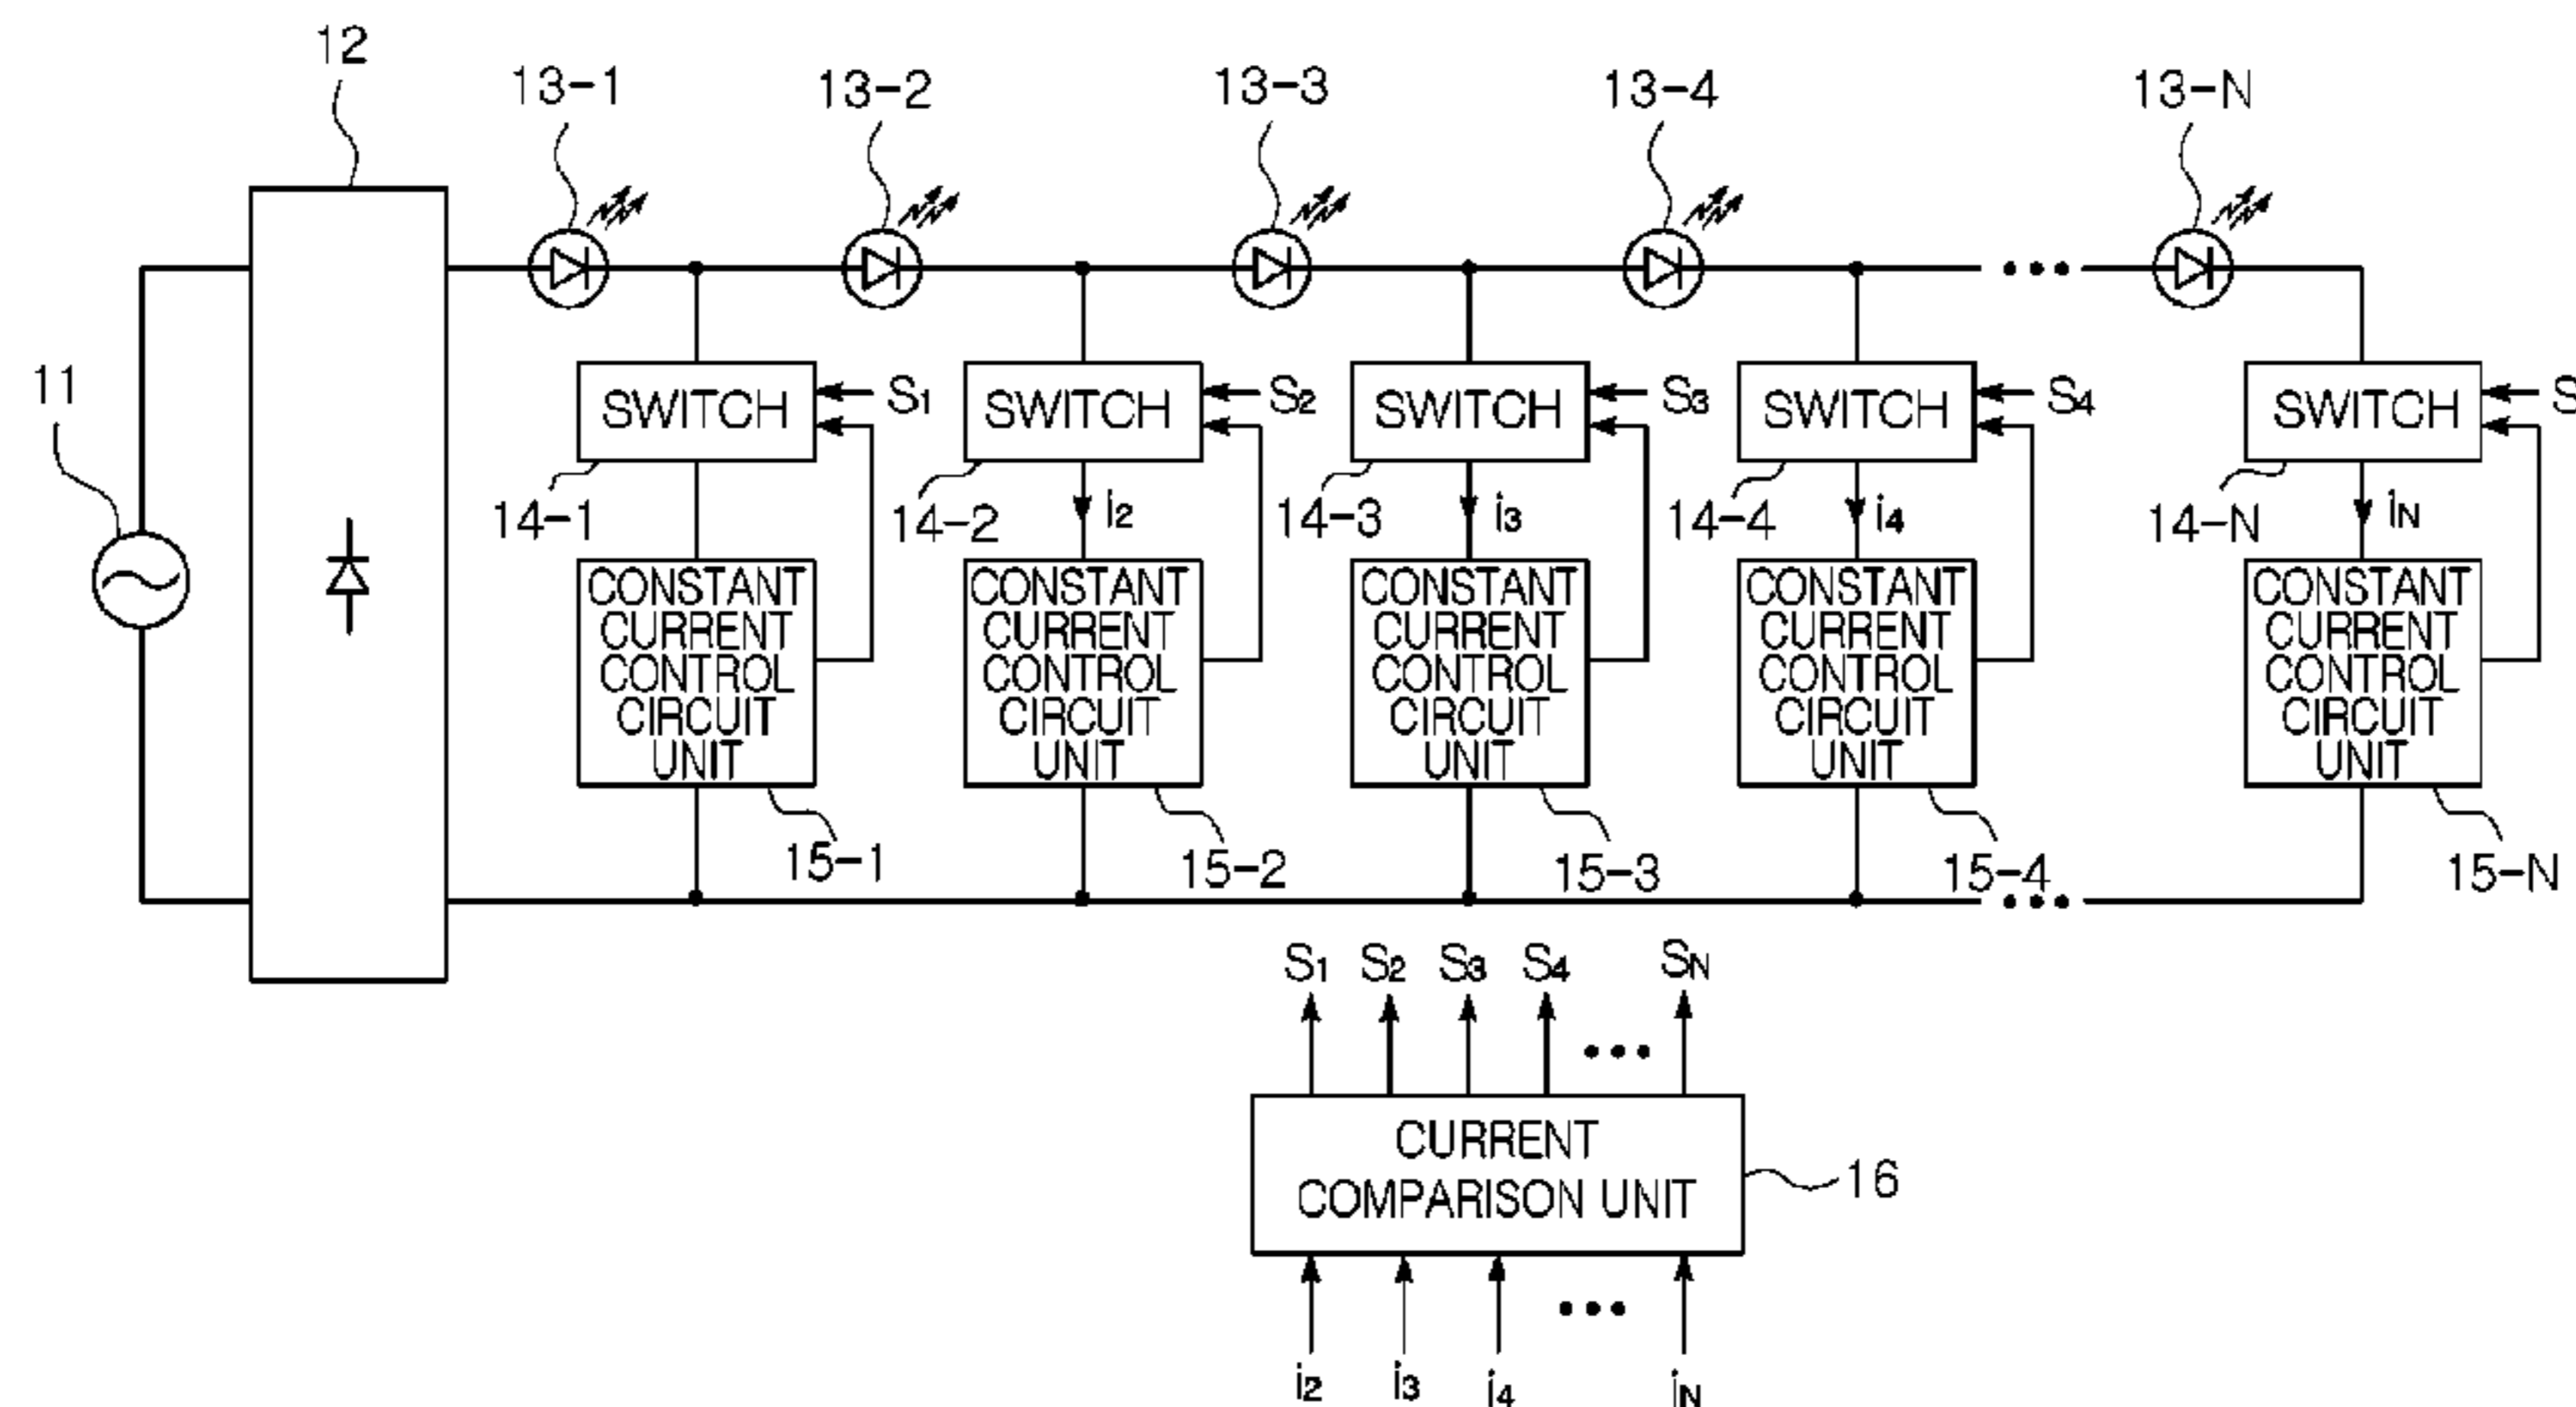 12
13-1 13-2 13-3 13-4 13-N
11
SWITCH S1 SWITCH S2 SWITCH S3 SWITCH S4 SWITCH S
14-1 14-2 i2 14-3 i3 14-4 i4 14-N iN
CONSTANT CONSTANT CONSTANT CONSTANT CONSTANT
CURRENT CURRENT CURRENT CURRENT CURRENT
CONTROL CONTROL CONTROL CONTROL CONTROL
CIRCUIT CIRCUIT CIRCUIT CIRCUIT CIRCUIT
UNIT UNIT UNIT UNIT UNIT
15-1 15-2 15-3 15-4 15-N
S1 S2 S3 S4 SN
CURRENT
COMPARISON UNIT
16
i2 i3 i4 iN